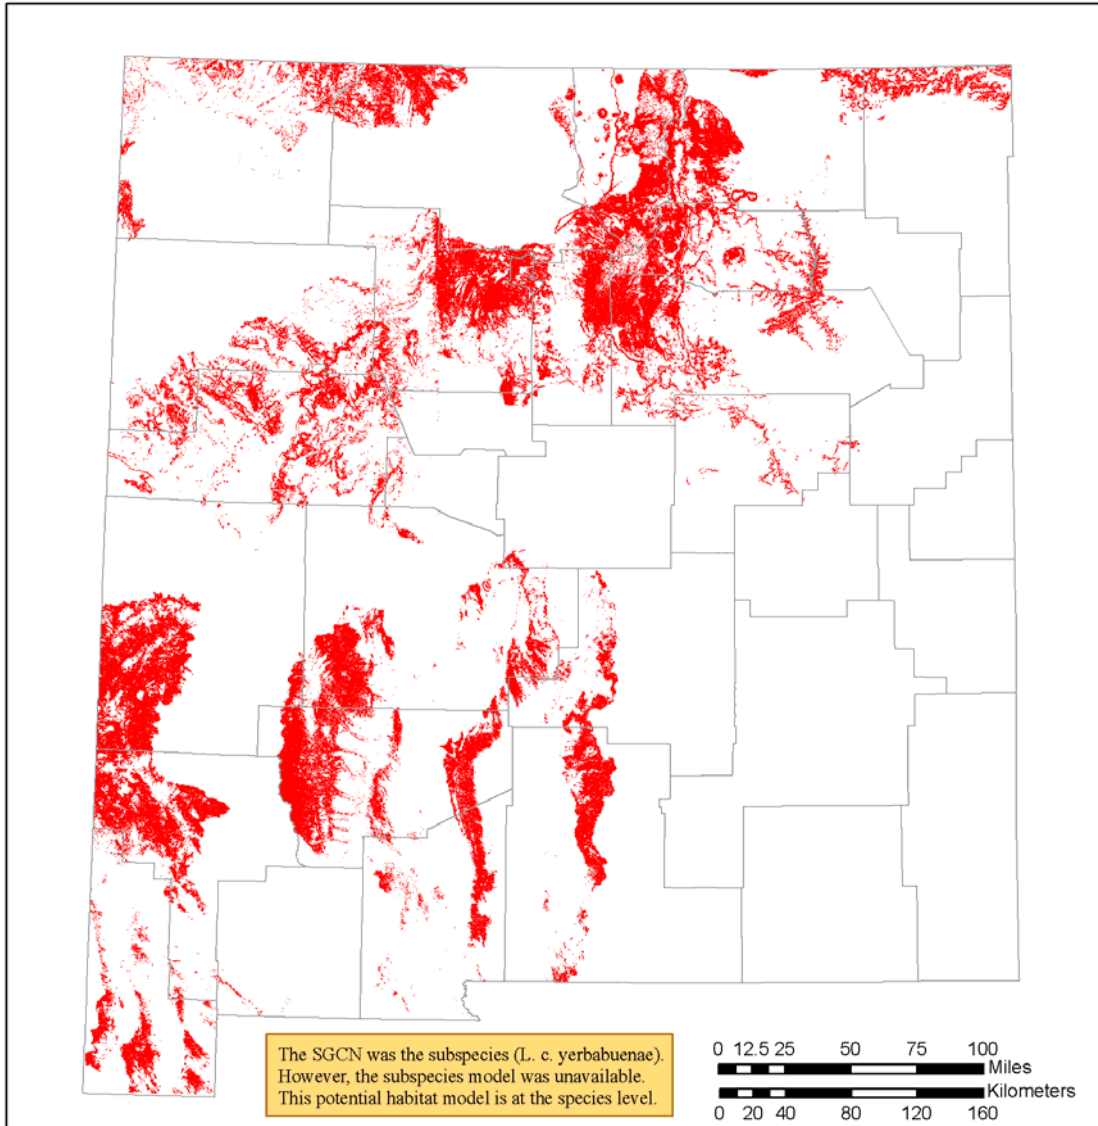 The SGCN was the subspecies (L. c. yerbabuenae).
However, the subspecies model was unavailable.
This potential habitat model is at the species level.
0 12.5 25 50 75 100
Miles
Kilometers
0 20 40 80 120 160